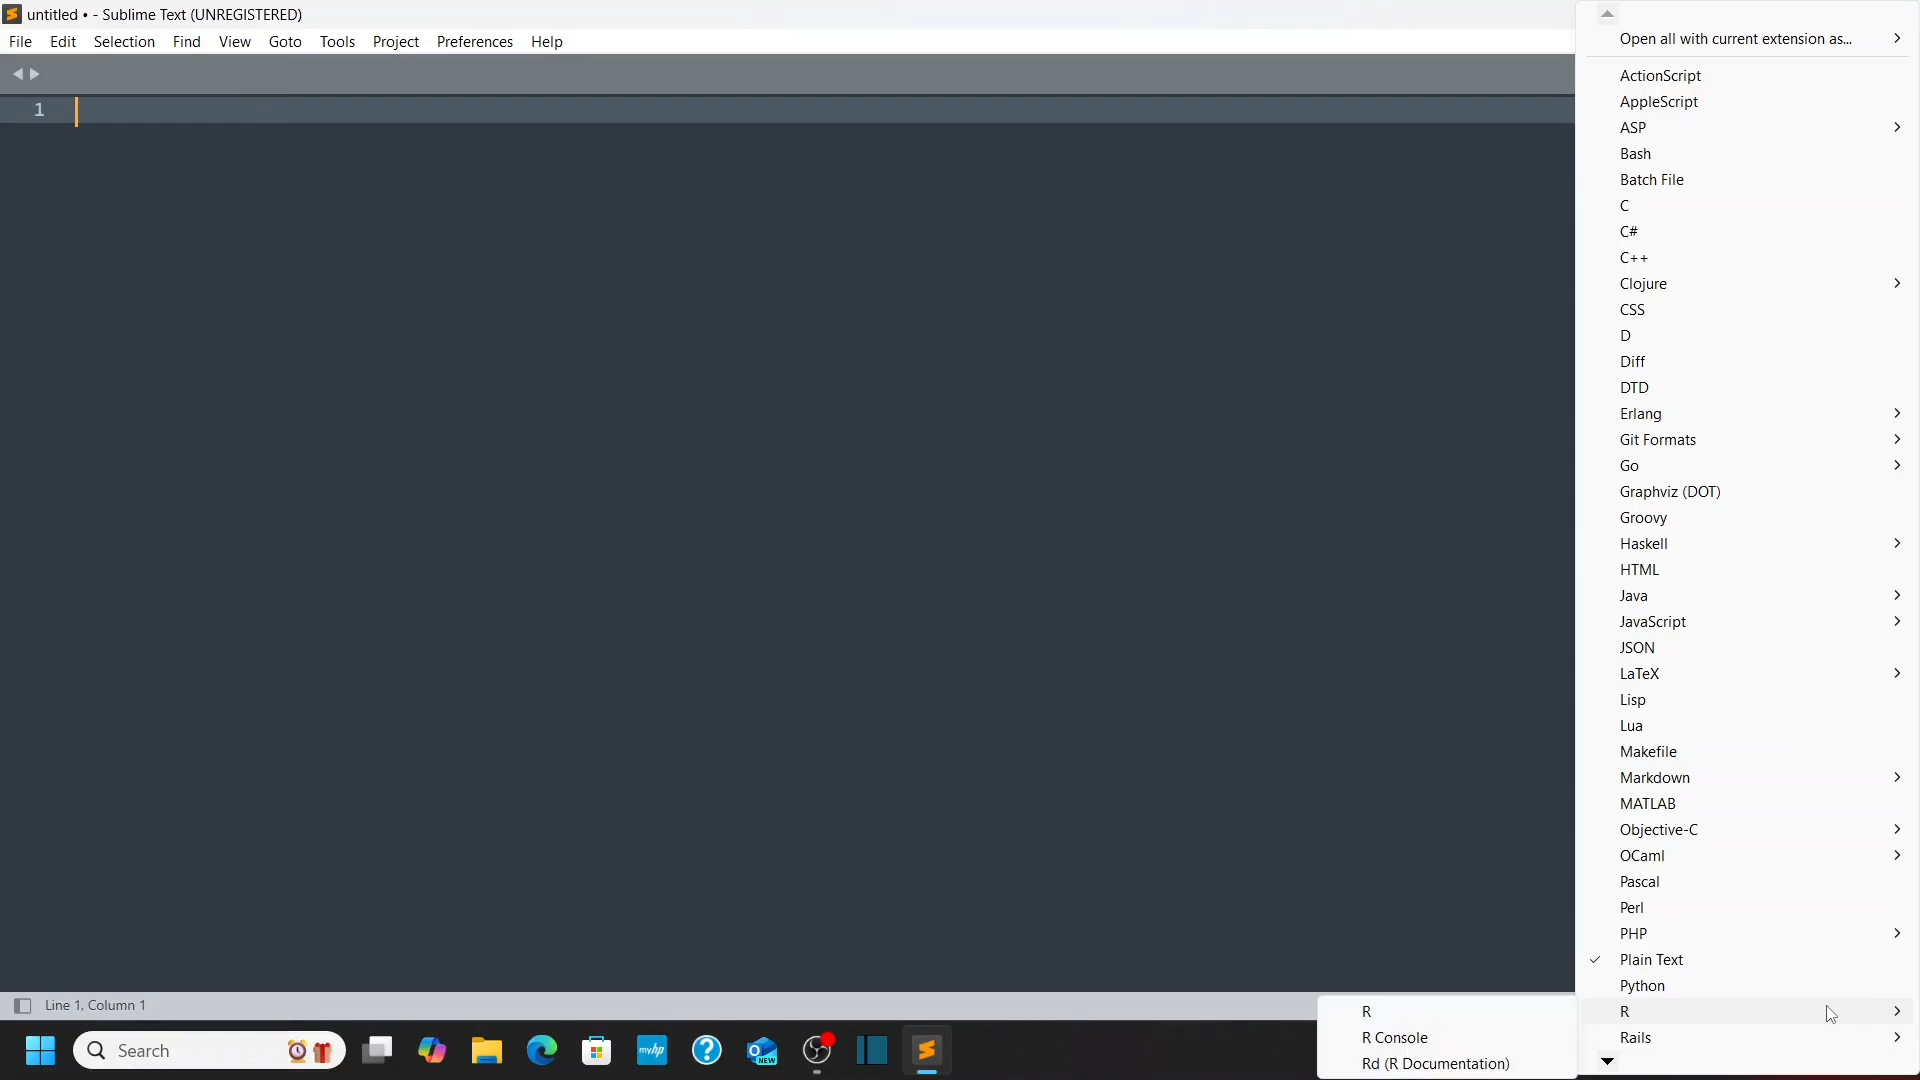 untitled • - Sublime Text (UNREGISTERED)
File Edit Selection Find View Goto Tools Project Preferences Help
1
Open all with current extension as...
ActionScript
AppleScript
ASP
Bash
Batch File
C
C#
C++
Clojure
CSS
D
Diff
DTD
Erlang
Git Formats
Go
Graphviz (DOT)
Groovy
Haskell
HTML
Java
JavaScript
JSON
LaTeX
Lisp
Lua
Makefile
Markdown
MATLAB
Objective-C
OCaml
Pascal
Perl
PHP
Plain Text
Python
R
Rails
R
R Console
Rd (R Documentation)
Line 1, Column 1
Search
myhp
NEW